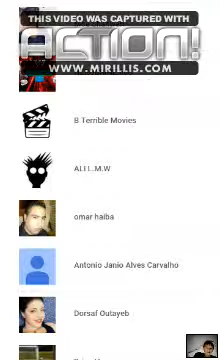 THIS VIDEO WAS CAPTURED WITH
ACTION!
WWW.MIRILLIS.COM
B Terrible Movies
omar haiba
Antonio Janio Alves Carvalho
Dorsaf Outayeb